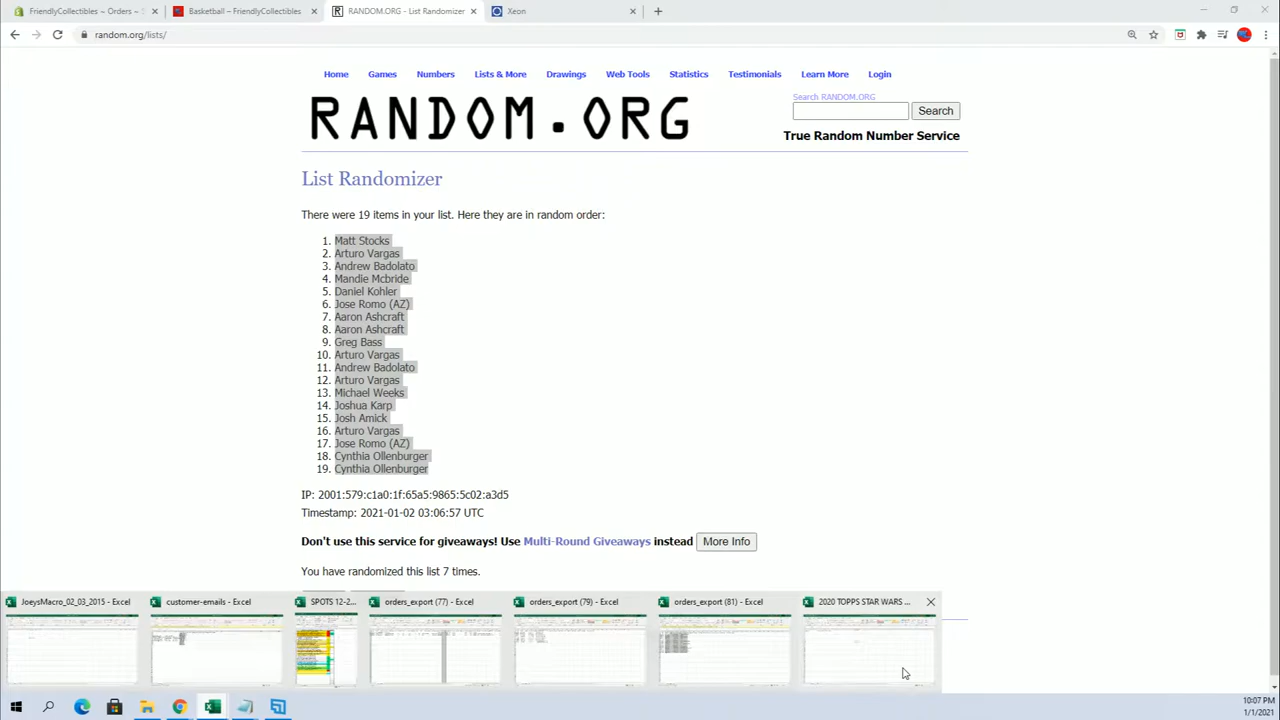 FriendlyCollectibles ~ Orders ~ S
Basketball – FriendlyCollectibles
RANDOM.ORG - List Randomizer
Xeon
random.org/lists/
Home Games Numbers Lists & More Drawings Web Tools Statistics Testimonials Learn More Login
Search RANDOM.ORG
RANDOM.ORG
Search
True Random Number Service
List Randomizer
There were 19 items in your list. Here they are in random order:
1. Matt Stocks
2. Arturo Vargas
3. Andrew Badolato
4. Mandie Mcbride
5. Daniel Kohler
6. Jose Romo (AZ)
7. Aaron Ashcraft
8. Aaron Ashcraft
9. Greg Bass
10. Arturo Vargas
11. Andrew Badolato
12. Arturo Vargas
13. Michael Weeks
14. Joshua Karp
15. Josh Amick
16. Arturo Vargas
17. Jose Romo (AZ)
18. Cynthia Ollenburger
19. Cynthia Ollenburger
IP: 2001:579:c1a0:1f:65a5:9865:5c02:a3d5
Timestamp: 2021-01-02 03:06:57 UTC
Don't use this service for giveaways! Use Multi-Round Giveaways instead
More Info
You have randomized this list 7 times.
JoeysMacro_02_03_2015 - Excel
customer-emails - Excel
SPOTS 12-2...
orders_export (77) - Excel
orders_export (79) - Excel
orders_export (81) - Excel
2020 TOPPS STAR WARS ...
10:07 PM
1/1/2021